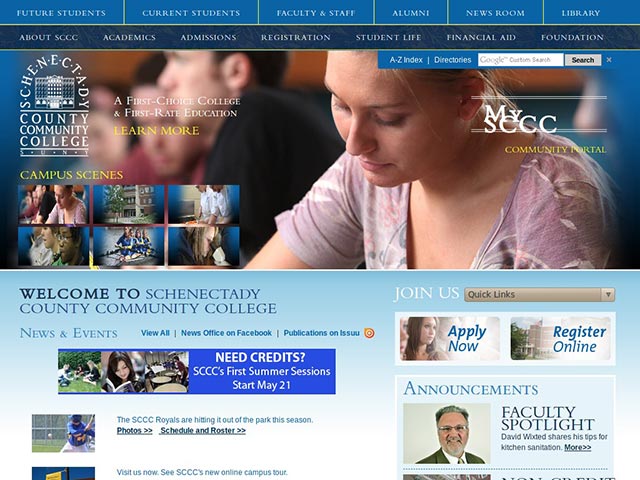 FUTURE STUDENTS CURRENT STUDENTS FACULTY & STAFF ALUMNI NEWS ROOM LIBRARY
ABOUT SCCC ACADEMICS ADMISSIONS REGISTRATION STUDENT LIFE FINANCIAL AID FOUNDATION
A-Z Index | Directories Google™ Custom Search Search
SCHENECTADY
COUNTY
COMMUNITY
COLLEGE
S·U·N·Y
A First-Choice College
& First-Rate Education
LEARN MORE
My
SCCC
COMMUNITY PORTAL
CAMPUS SCENES
WELCOME TO SCHENECTADY
COUNTY COMMUNITY COLLEGE
News & Events View All | News Office on Facebook | Publications on Issuu
NEED CREDITS?
SCCC's First Summer Sessions
Start May 21
The SCCC Royals are hitting it out of the park this season.
Photos >> Schedule and Roster >>
Visit us now. See SCCC's new online campus tour.
JOIN US Quick Links
Apply
Now
Register
Online
Announcements
FACULTY
SPOTLIGHT
David Wixted shares his tips for
kitchen sanitation. More>>
NON-CREDIT